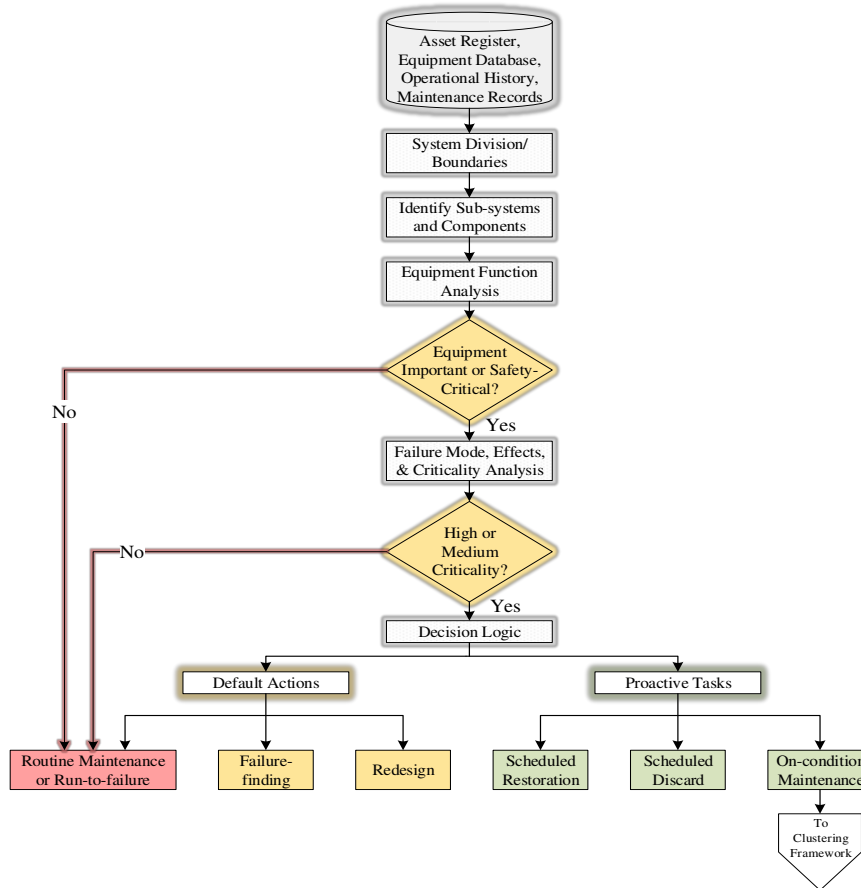 Asset Register,
Equipment Database,
Operational History,
Maintenance Records
System Division/
Boundaries
Identify Sub-systems
and Components
Equipment Function
Analysis
Equipment
Important or Safety-
Critical?
No
Yes
Failure Mode, Effects,
& Criticality Analysis
High or
Medium
Criticality?
No
Yes
Decision Logic
Default Actions
Proactive Tasks
Routine Maintenance
or Run-to-failure
Failure-
finding
Redesign
Scheduled
Restoration
Scheduled
Discard
On-condition
Maintenance
To
Clustering
Framework